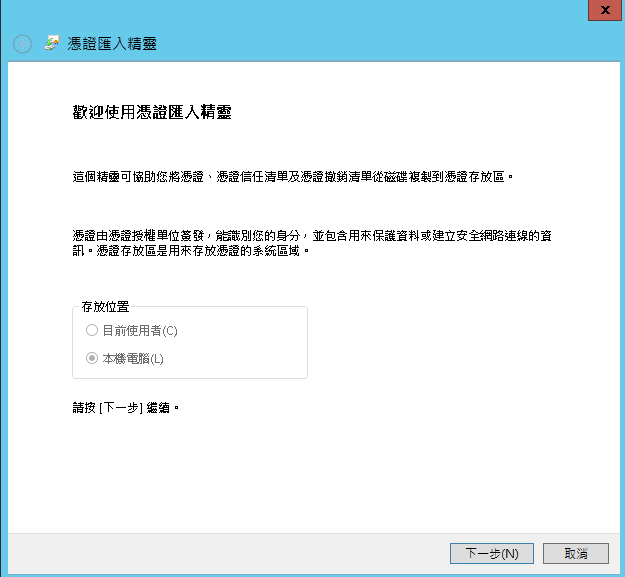 憑證匯入精靈
歡迎使用憑證匯入精靈
這個精靈可協助您將憑證、憑證信任清單及憑證撤銷清單從磁碟複製到憑證存放區。
憑證由憑證授權單位簽發，能識別您的身分，並包含用來保護資料或建立安全網路連線的資
訊。憑證存放區是用來存放憑證的系統區域。
存放位置
目前使用者(C)
本機電腦(L)
請按 [下一步] 繼續。
下一步(N)
取消